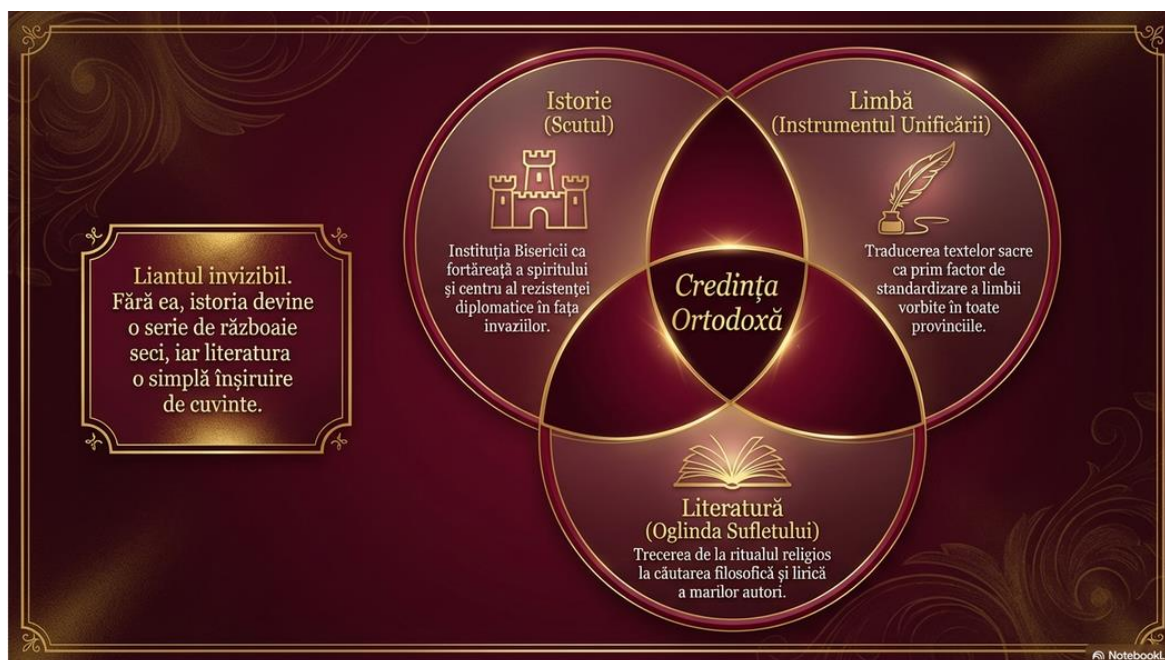 Liantul invizibil.
Fără ea, istoria devine
o serie de războaie
seci, iar literatura
o simplă înșiruire
de cuvinte.
Istorie
(Scutul)
Instituția Bisericii ca
fortăreață a spiritului
și centru al rezistenței
diplomatice în fața
invaziilor.
Limbă
(Instrumentul Unificării)
Traducerea textelor sacre
ca prim factor de
standardizare a limbii
vorbite în toate
provinciile.
Credința
Ortodoxă
Literatură
(Oglinda Sufletului)
Trecerea de la ritualul religios
la căutarea filosofică și lirică
a marilor autori.
NotebookL